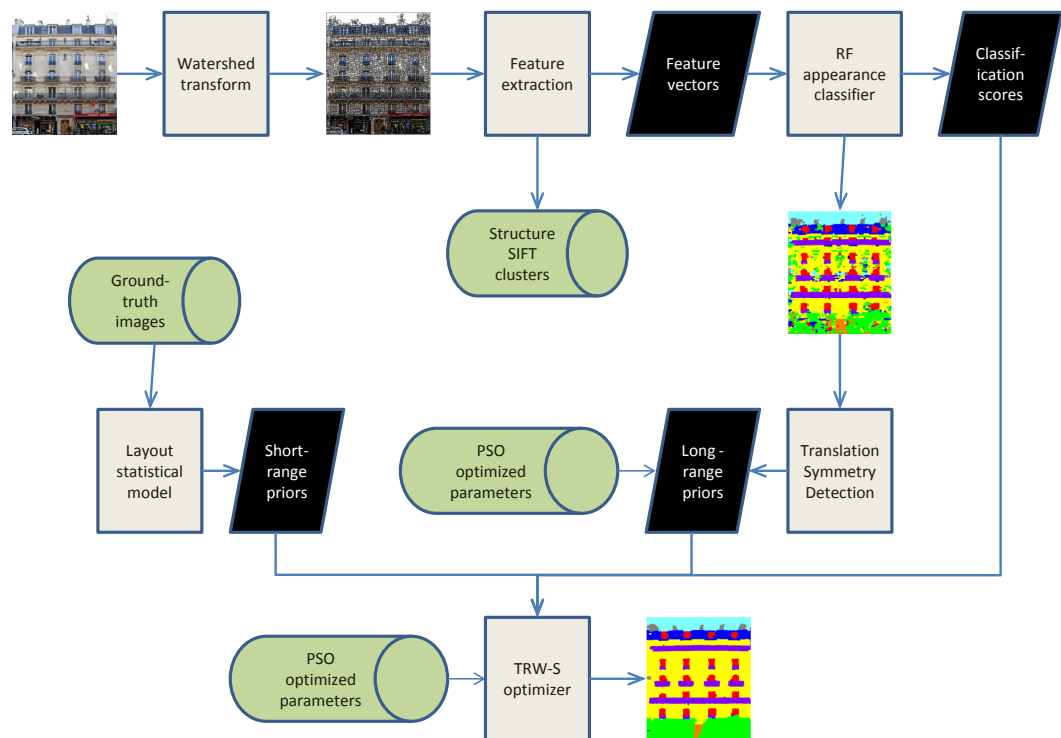 Watershed
transform
Feature
extraction
Feature
vectors
RF
appearance
classifier
Classif-
ication
scores
Structure
SIFT
clusters
Ground-
truth
images
Layout
statistical
model
Short-
range
priors
PSO
optimized
parameters
Long -
range
priors
Translation
Symmetry
Detection
PSO
optimized
parameters
TRW-S
optimizer